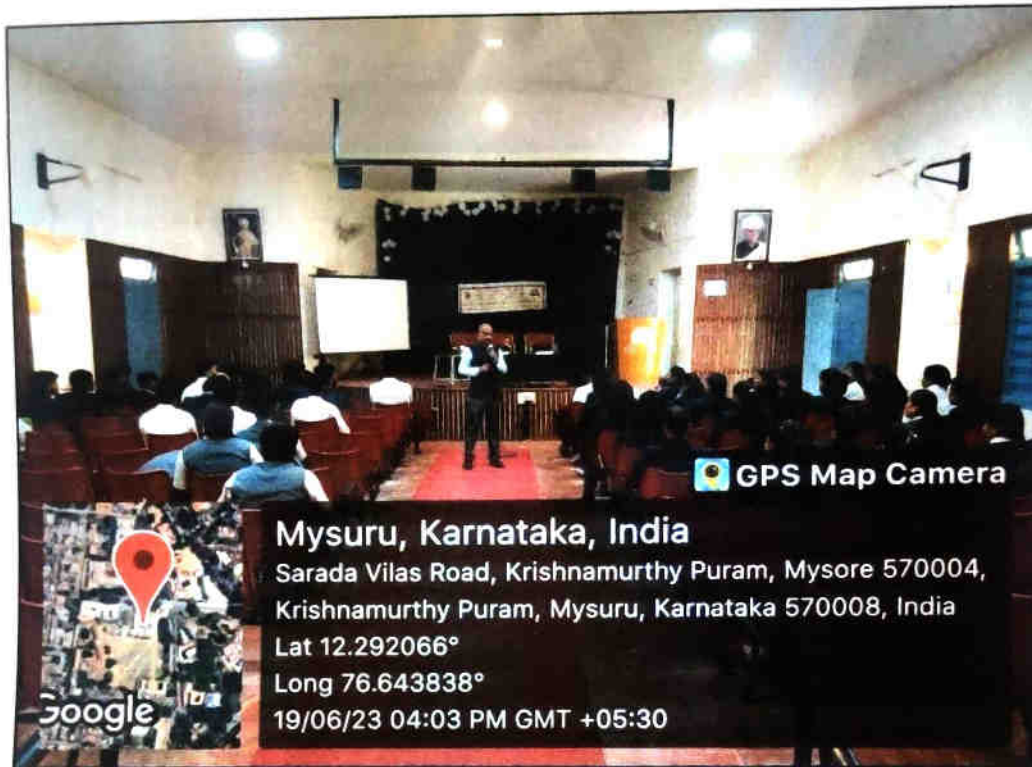 GPS Map Camera
Mysuru, Karnataka, India
Sarada Vilas Road, Krishnamurthy Puram, Mysore 570004,
Krishnamurthy Puram, Mysuru, Karnataka 570008, India
Lat 12.292066°
Long 76.643838°
19/06/23 04:03 PM GMT +05:30
Google